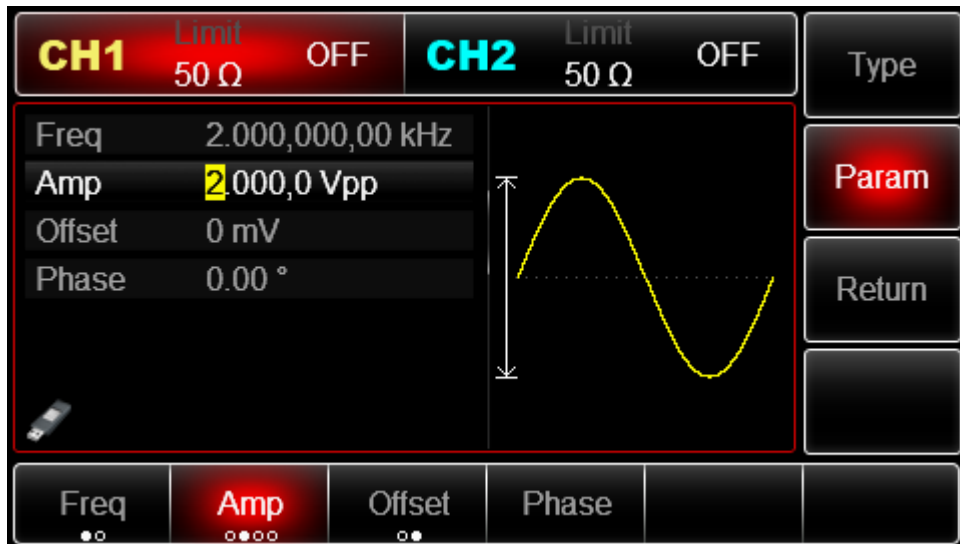 CH1 Limit 50 Ω OFF
CH2 Limit 50 Ω OFF
Type
Freq 2.000,000,00 kHz
Amp 2.000,0 Vpp
Offset 0 mV
Phase 0.00 °
Param
Return
Freq Amp Offset Phase